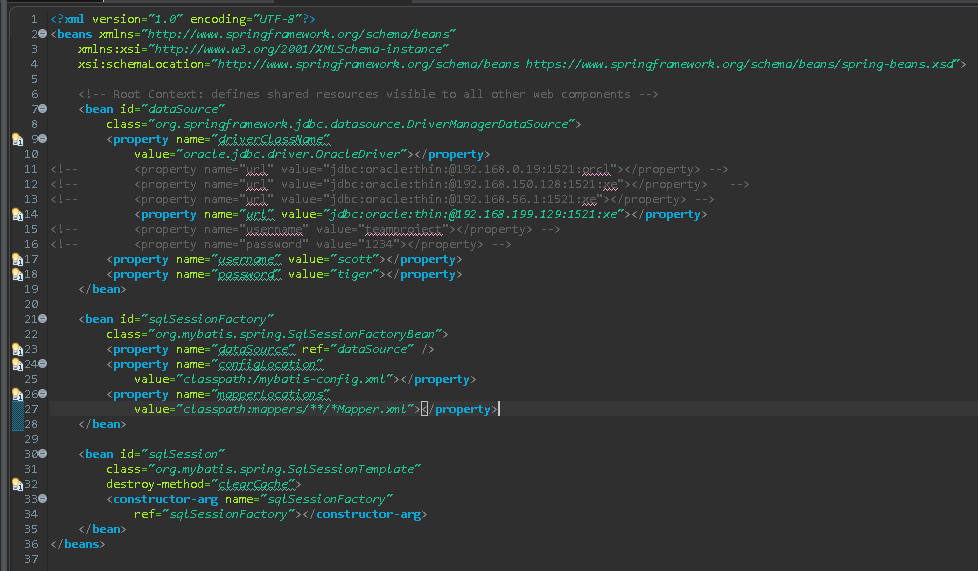 1 <?xml version="1.0" encoding="UTF-8"?>
2 <beans xmlns="http://www.springframework.org/schema/beans"
3     xmlns:xsi="http://www.w3.org/2001/XMLSchema-instance"
4     xsi:schemaLocation="http://www.springframework.org/schema/beans https://www.springframework.org/schema/beans/spring-beans.xsd">
5
6     <!-- Root Context: defines shared resources visible to all other web components -->
7     <bean id="dataSource"
8         class="org.springframework.jdbc.datasource.DriverManagerDataSource">
9         <property name="driverClassName"
10             value="oracle.jdbc.driver.OracleDriver"></property>
11 <!--         <property name="url" value="jdbc:oracle:thin:@192.168.0.19:1521:orcl"></property> -->
12 <!--         <property name="url" value="jdbc:oracle:thin:@192.168.150.128:1521:xe"></property>    -->
13 <!--         <property name="url" value="jdbc:oracle:thin:@192.168.56.1:1521:xe"></property> -->
14             <property name="url" value="jdbc:oracle:thin:@192.168.199.129:1521:xe"></property>
15 <!--         <property name="username" value="teamproject"></property> -->
16 <!--         <property name="password" value="1234"></property> -->
17         <property name="username" value="scott"></property>
18         <property name="password" value="tiger"></property>
19     </bean>
20
21     <bean id="sqlSessionFactory"
22         class="org.mybatis.spring.SqlSessionFactoryBean">
23         <property name="dataSource" ref="dataSource" />
24         <property name="configLocation"
25             value="classpath:/mybatis-config.xml"></property>
26         <property name="mapperLocations"
27             value="classpath:mappers/**/*Mapper.xml"></property>
28     </bean>
29
30     <bean id="sqlSession"
31         class="org.mybatis.spring.SqlSessionTemplate"
32         destroy-method="clearCache">
33         <constructor-arg name="sqlSessionFactory"
34             ref="sqlSessionFactory"></constructor-arg>
35     </bean>
36 </beans>
37